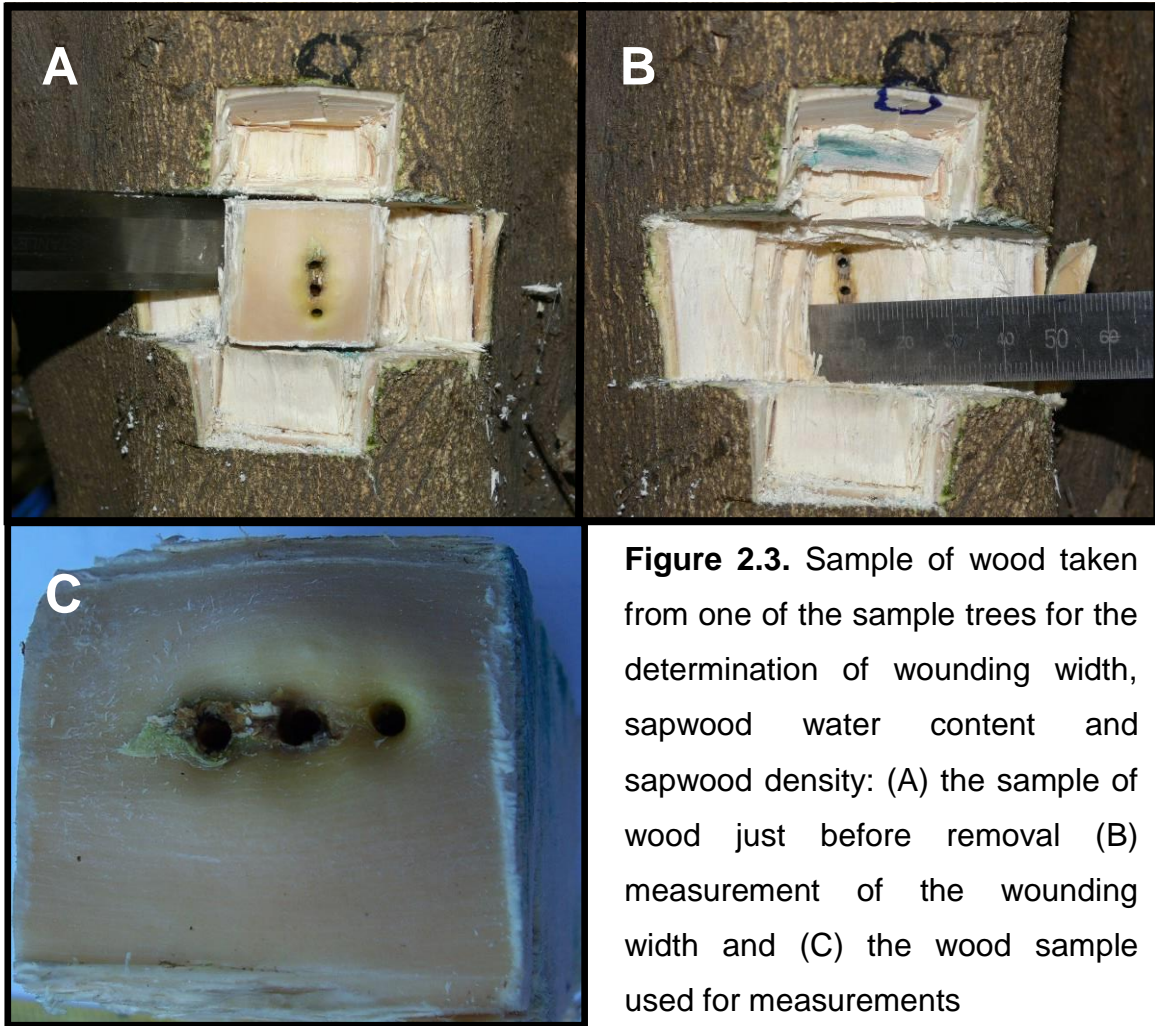 A
B
40 50 60
C
Figure 2.3. Sample of wood taken
from one of the sample trees for the
determination of wounding width,
sapwood water content and
sapwood density: (A) the sample of
wood just before removal (B)
measurement of the wounding
width and (C) the wood sample
used for measurements